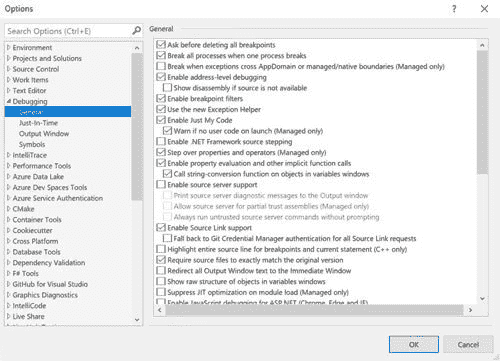 Options
?
Search Options (Ctrl+E)
Environment
Projects and Solutions
Source Control
Work Items
Text Editor
Debugging
General
Just-In-Time
Output Window
Symbols
IntelliTrace
Performance Tools
Azure Data Lake
Azure Dev Spaces Tools
Azure Service Authentication
CMake
Container Tools
Cookiecutter
Cross Platform
Database Tools
Dependency Validation
F# Tools
GitHub for Visual Studio
Graphics Diagnostics
IntelliCode
Live Share
General
Ask before deleting all breakpoints
Break all processes when one process breaks
Break when exceptions cross AppDomain or managed/native boundaries (Managed only)
Enable address-level debugging
Show disassembly if source is not available
Enable breakpoint filters
Use the new Exception Helper
Enable Just My Code
Warn if no user code on launch (Managed only)
Enable .NET Framework source stepping
Step over properties and operators (Managed only)
Enable property evaluation and other implicit function calls
Call string-conversion function on objects in variables windows
Enable source server support
Print source server diagnostic messages to the Output window
Allow source server for partial trust assemblies (Managed only)
Always run untrusted source server commands without prompting
Enable Source Link support
Fall back to Git Credential Manager authentication for all Source Link requests
Highlight entire source line for breakpoints and current statement (C++ only)
Require source files to exactly match the original version
Redirect all Output Window text to the Immediate Window
Show raw structure of objects in variables windows
Suppress JIT optimization on module load (Managed only)
Enable JavaScript debugging for ASP.NET (Chrome, Edge and IE)
OK
Cancel